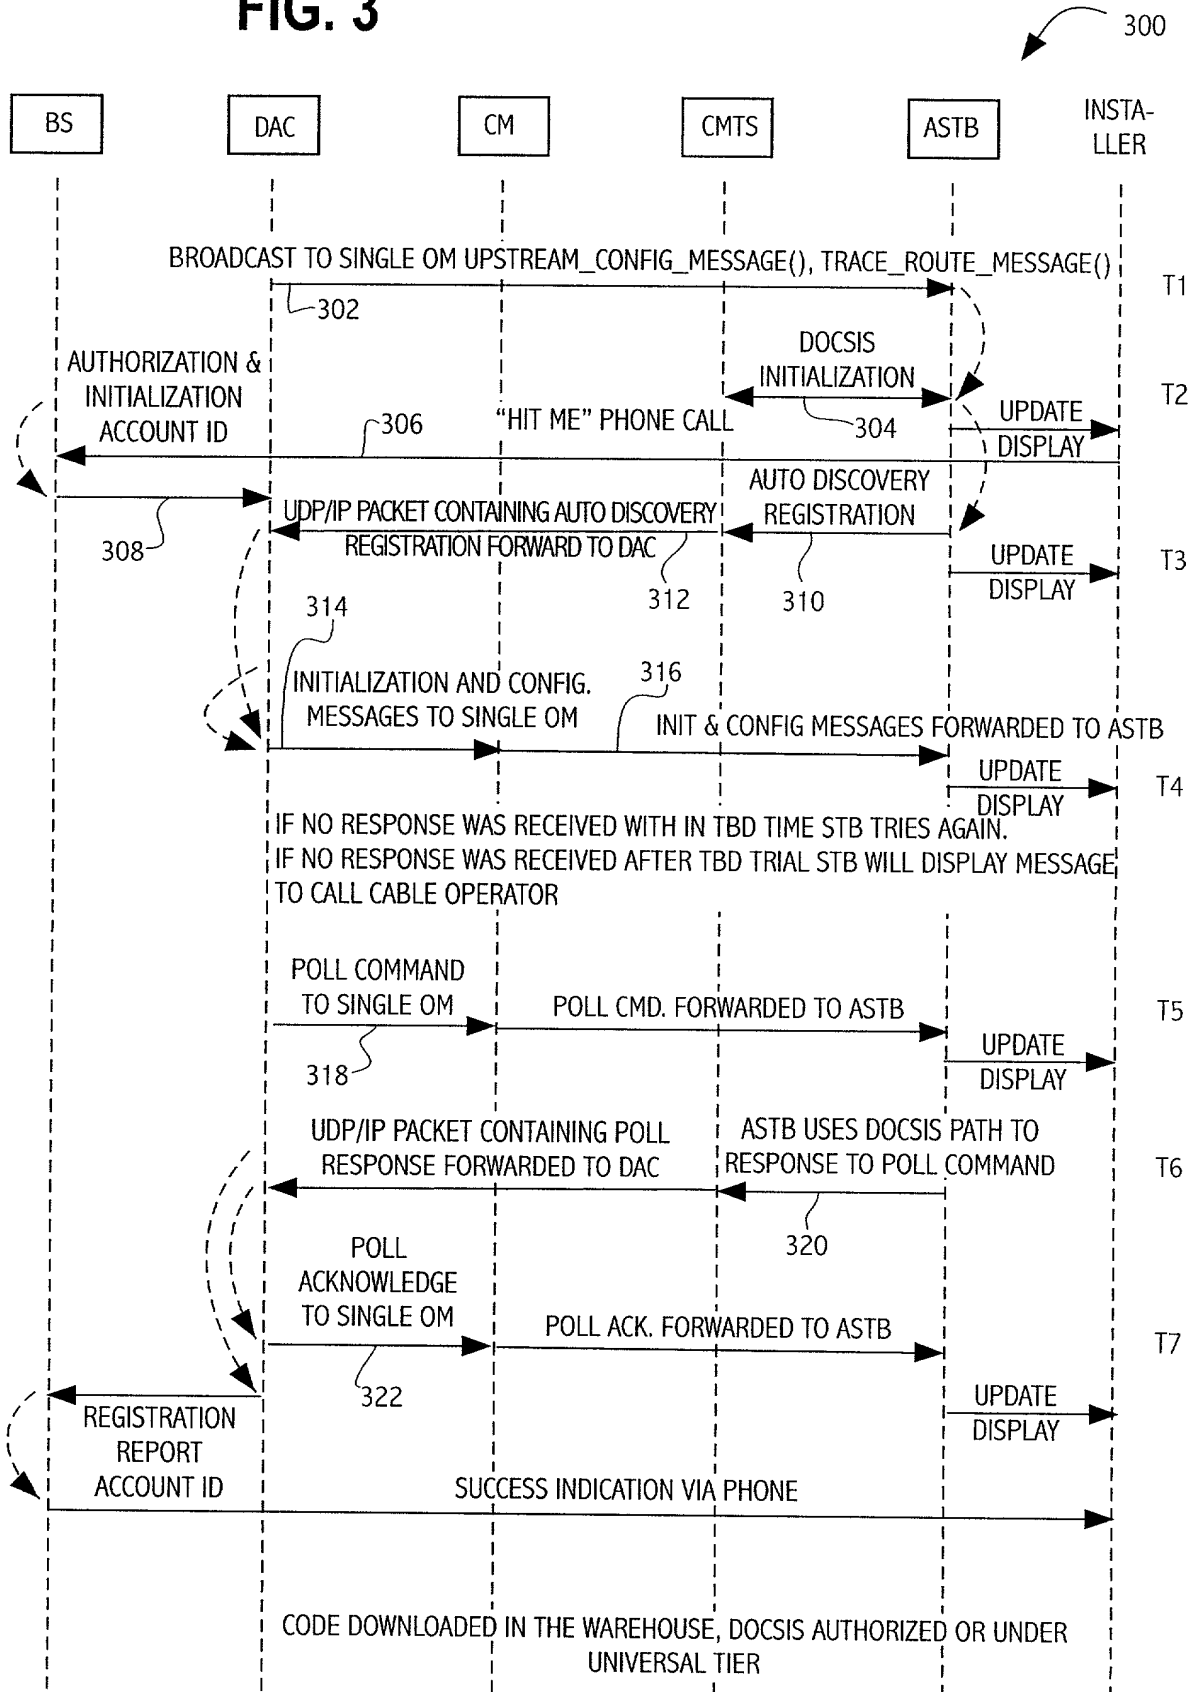 FIG. 3
300
BS
DAC
CM
CMTS
ASTB
INSTA-
LLER
BROADCAST TO SINGLE OM UPSTREAM_CONFIG_MESSAGE(), TRACE_ROUTE_MESSAGE()
T1
302
DOCSIS
INITIALIZATION
304
T2
AUTHORIZATION &
INITIALIZATION
ACCOUNT ID
"HIT ME" PHONE CALL
306
UPDATE
DISPLAY
308
AUTO DISCOVERY
REGISTRATION
310
UDP/IP PACKET CONTAINING AUTO DISCOVERY
REGISTRATION FORWARD TO DAC
312
UPDATE
DISPLAY
T3
314
INITIALIZATION AND CONFIG.
MESSAGES TO SINGLE OM
316
INIT & CONFIG MESSAGES FORWARDED TO ASTB
UPDATE
DISPLAY
T4
IF NO RESPONSE WAS RECEIVED WITH IN TBD TIME STB TRIES AGAIN.
IF NO RESPONSE WAS RECEIVED AFTER TBD TRIAL STB WILL DISPLAY MESSAGE
TO CALL CABLE OPERATOR
POLL COMMAND
TO SINGLE OM
318
POLL CMD. FORWARDED TO ASTB
T5
UPDATE
DISPLAY
UDP/IP PACKET CONTAINING POLL
RESPONSE FORWARDED TO DAC
ASTB USES DOCSIS PATH TO
RESPONSE TO POLL COMMAND
T6
320
POLL
ACKNOWLEDGE
TO SINGLE OM
322
POLL ACK. FORWARDED TO ASTB
T7
UPDATE
DISPLAY
REGISTRATION
REPORT
ACCOUNT ID
SUCCESS INDICATION VIA PHONE
CODE DOWNLOADED IN THE WAREHOUSE, DOCSIS AUTHORIZED OR UNDER
UNIVERSAL TIER